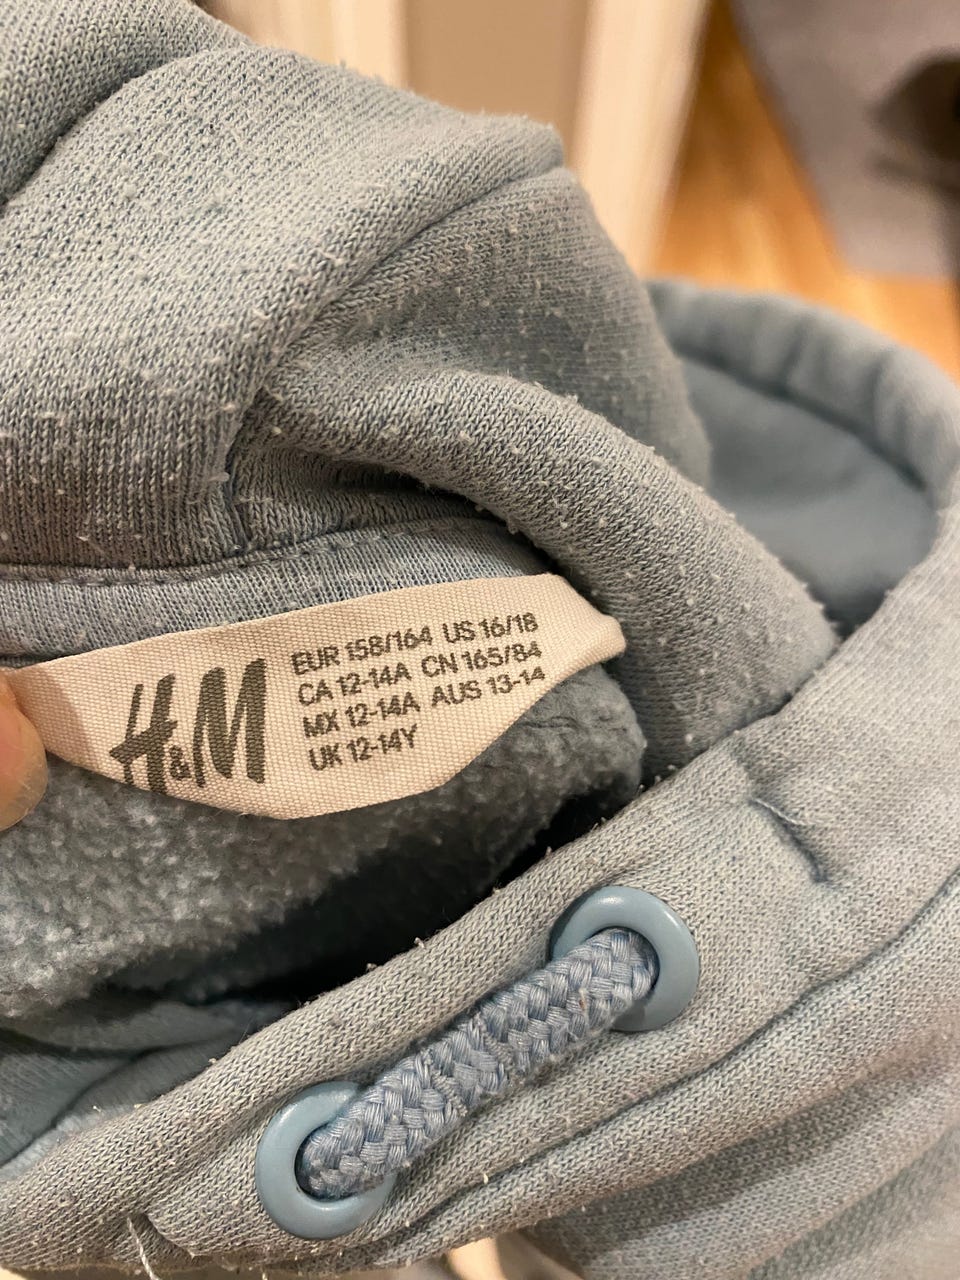 H&M
EUR 158/164 US 16/18
CA 12-14A CN 165/84
MX 12-14A AUS 13-14
UK 12-14Y